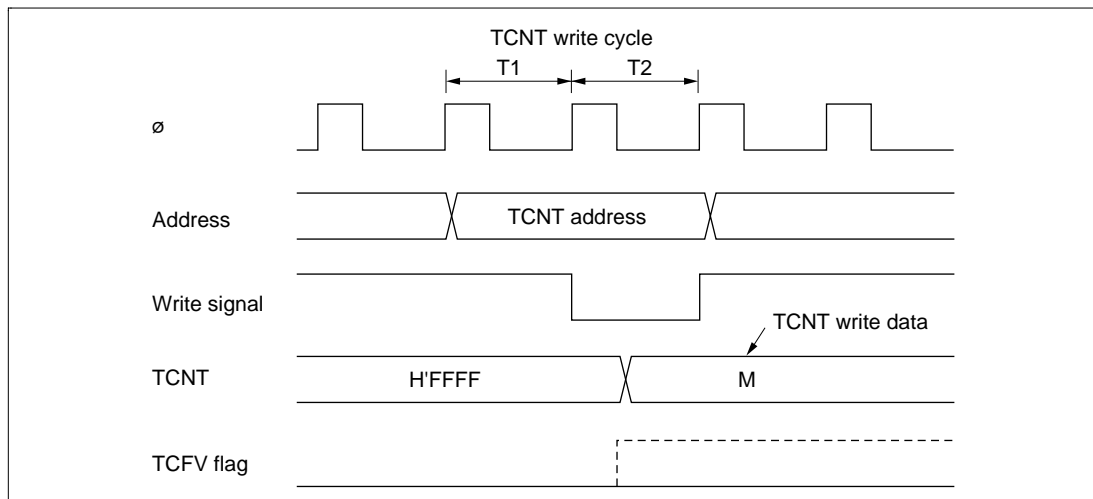 TCNT write cycle
T1 T2
ø
Address
TCNT address
Write signal
TCNT write data
TCNT
H'FFFF
M
TCFV flag